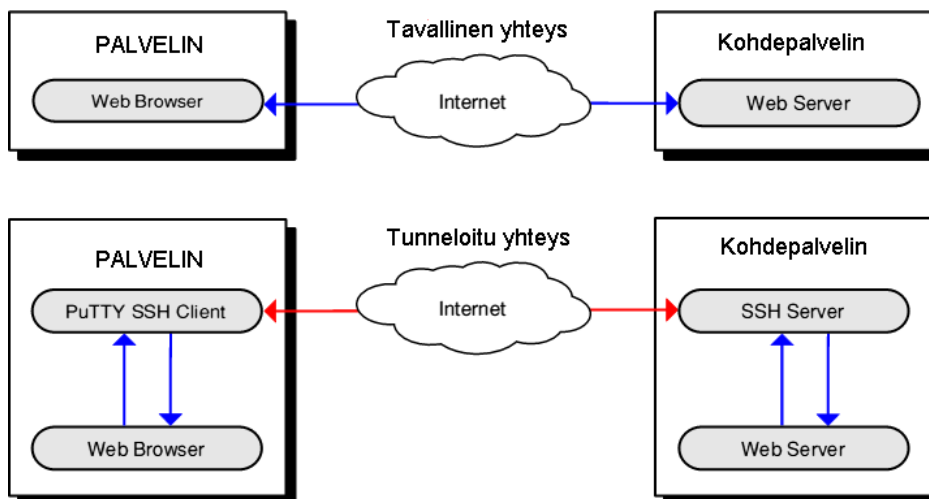 PALVELIN
Web Browser
Tavallinen yhteys
Internet
Kohdepalvelin
Web Server
PALVELIN
PuTTY SSH Client
Web Browser
Tunneloitu yhteys
Internet
Kohdepalvelin
SSH Server
Web Server